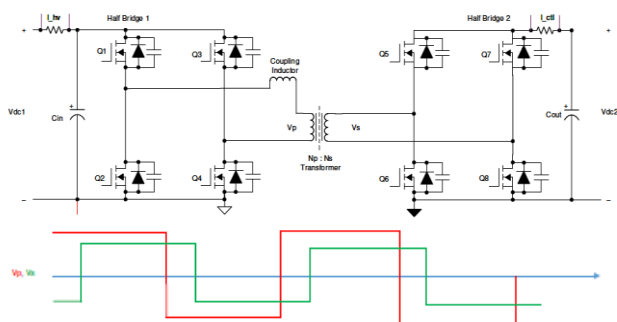 I_hv
Half Bridge 1
Half Bridge 2
I_ctl
+
+
Q1
Q3
Q5
Q7
Coupling
Inductor
Vdc1
+
Cin
Vp
Vs
+
Cout
Vdc2
Np : Ns
Transformer
Q2
Q4
Q6
Q8
–
–
Vp, Vs